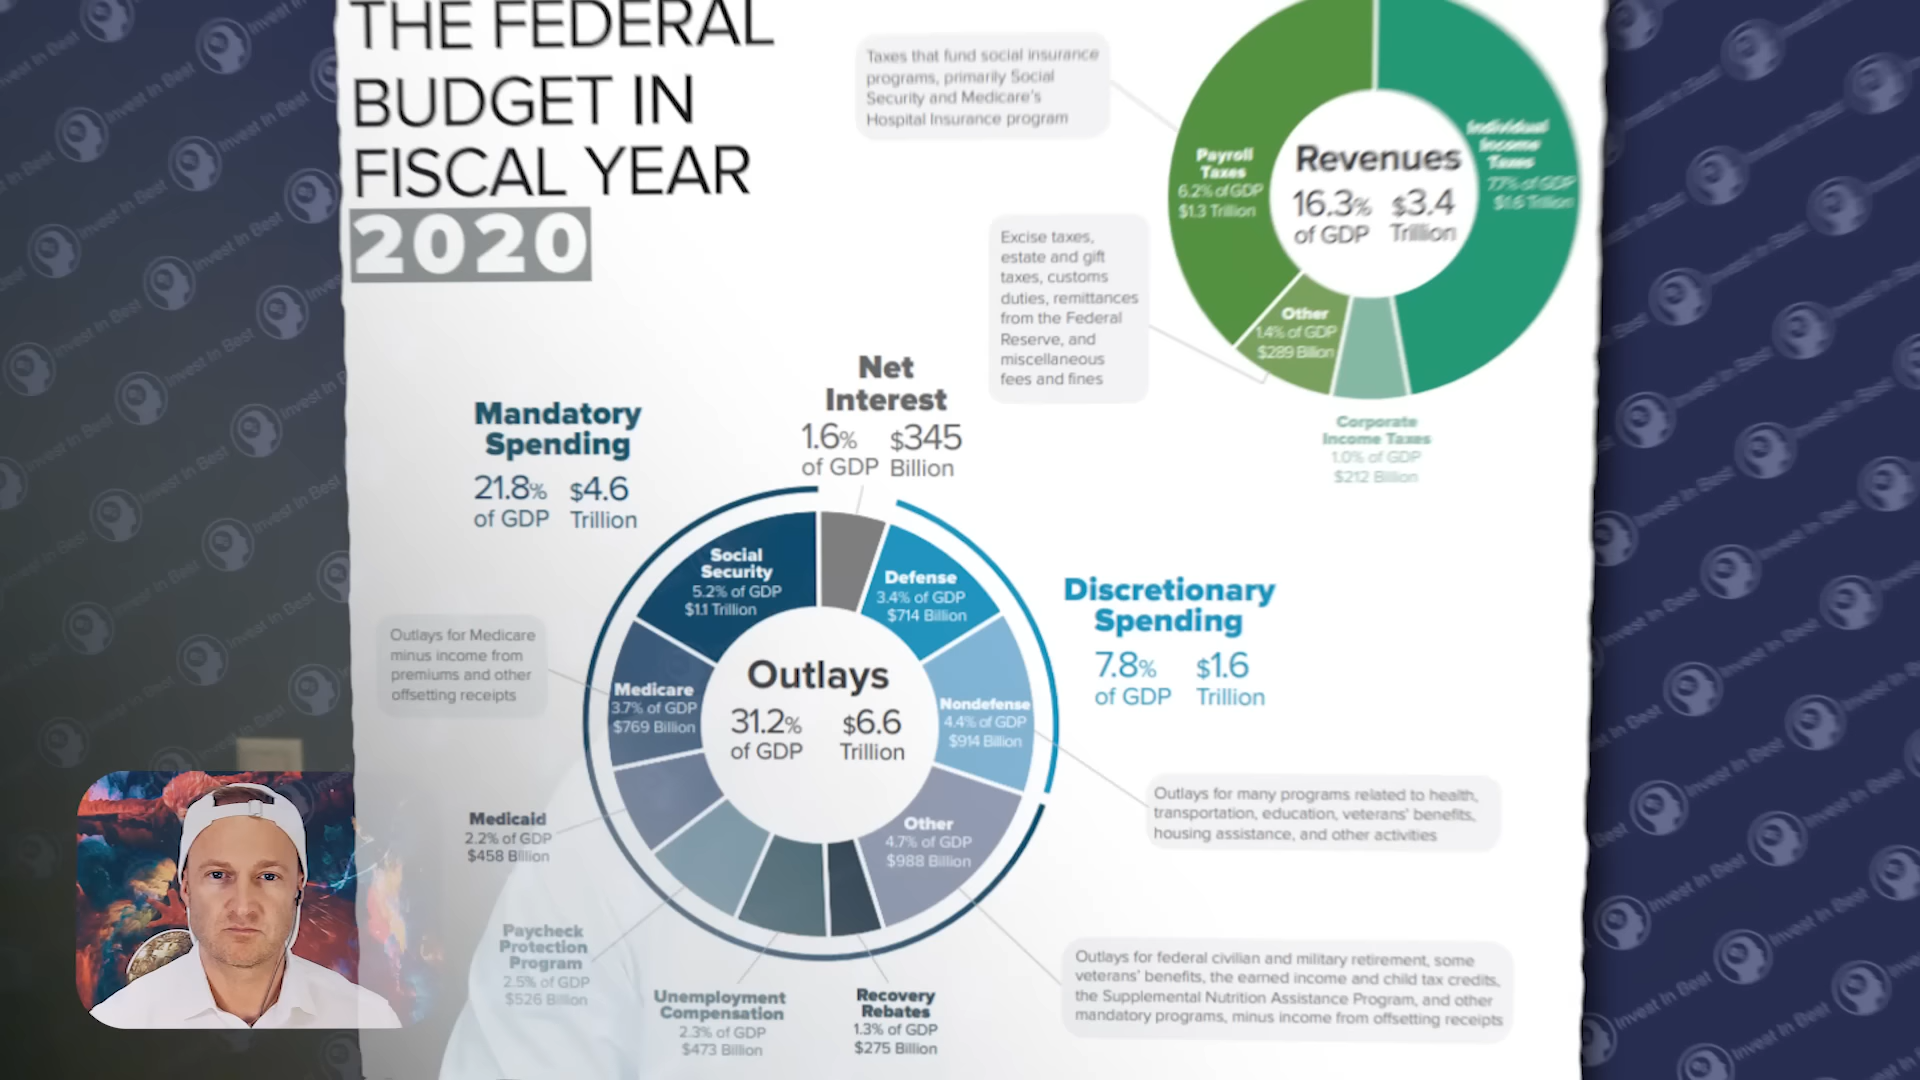 THE FEDERAL
BUDGET IN
FISCAL YEAR
2020
Taxes that fund social insurance
programs, primarily Social
Security and Medicare's
Hospital Insurance program
Payroll
Taxes
6.2% of GDP
$1.3 Trillion
Revenues
16.3% $3.4
of GDP Trillion
Individual
Income
Taxes
7.7% of GDP
$1.6 Trillion
Excise taxes,
estate and gift
taxes, customs
duties, remittances
from the Federal
Reserve, and
miscellaneous
fees and fines
Other
1.4% of GDP
$289 Billion
Corporate
Income Taxes
1.0% of GDP
$212 Billion
Net
Interest
1.6% $345
of GDP Billion
Mandatory
Spending
21.8% $4.6
of GDP Trillion
Social
Security
5.2% of GDP
$1.1 Trillion
Defense
3.4% of GDP
$714 Billion
Discretionary
Spending
7.8% $1.6
of GDP Trillion
Outlays for Medicare
minus income from
premiums and other
offsetting receipts
Medicare
3.7% of GDP
$769 Billion
Outlays
31.2% $6.6
of GDP Trillion
Nondefense
4.4% of GDP
$914 Billion
Outlays for many programs related to health,
transportation, education, veterans' benefits,
housing assistance, and other activities
Medicaid
2.2% of GDP
$458 Billion
Other
4.7% of GDP
$988 Billion
Paycheck
Protection
Program
2.5% of GDP
$526 Billion
Unemployment
Compensation
2.3% of GDP
$473 Billion
Recovery
Rebates
1.3% of GDP
$275 Billion
Outlays for federal civilian and military retirement, some
veterans' benefits, the earned income and child tax credits,
the Supplemental Nutrition Assistance Program, and other
mandatory programs, minus income from offsetting receipts
Invest In Best